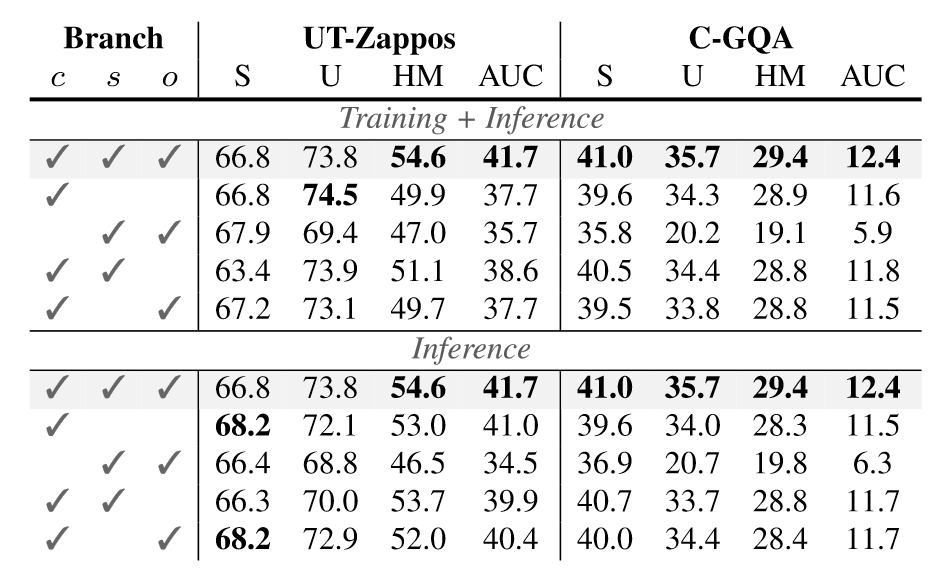 Branch UT-Zappos C-GQA
c s o S U HM AUC S U HM AUC
Training + Inference
✓ ✓ ✓ 66.8 73.8 54.6 41.7 41.0 35.7 29.4 12.4
✓ 66.8 74.5 49.9 37.7 39.6 34.3 28.9 11.6
✓ ✓ 67.9 69.4 47.0 35.7 35.8 20.2 19.1 5.9
✓ ✓ 63.4 73.9 51.1 38.6 40.5 34.4 28.8 11.8
✓ ✓ 67.2 73.1 49.7 37.7 39.5 33.8 28.8 11.5
Inference
✓ ✓ ✓ 66.8 73.8 54.6 41.7 41.0 35.7 29.4 12.4
✓ 68.2 72.1 53.0 41.0 39.6 34.0 28.3 11.5
✓ ✓ 66.4 68.8 46.5 34.5 36.9 20.7 19.8 6.3
✓ ✓ 66.3 70.0 53.7 39.9 40.7 33.7 28.8 11.7
✓ ✓ 68.2 72.9 52.0 40.4 40.0 34.4 28.4 11.7